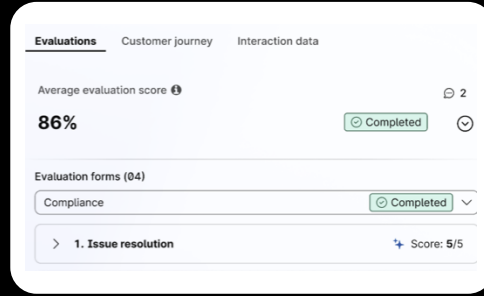 Evaluations Customer journey Interaction data
Average evaluation score
2
86%
Completed
Evaluation forms (04)
Compliance Completed
1. Issue resolution Score: 5/5